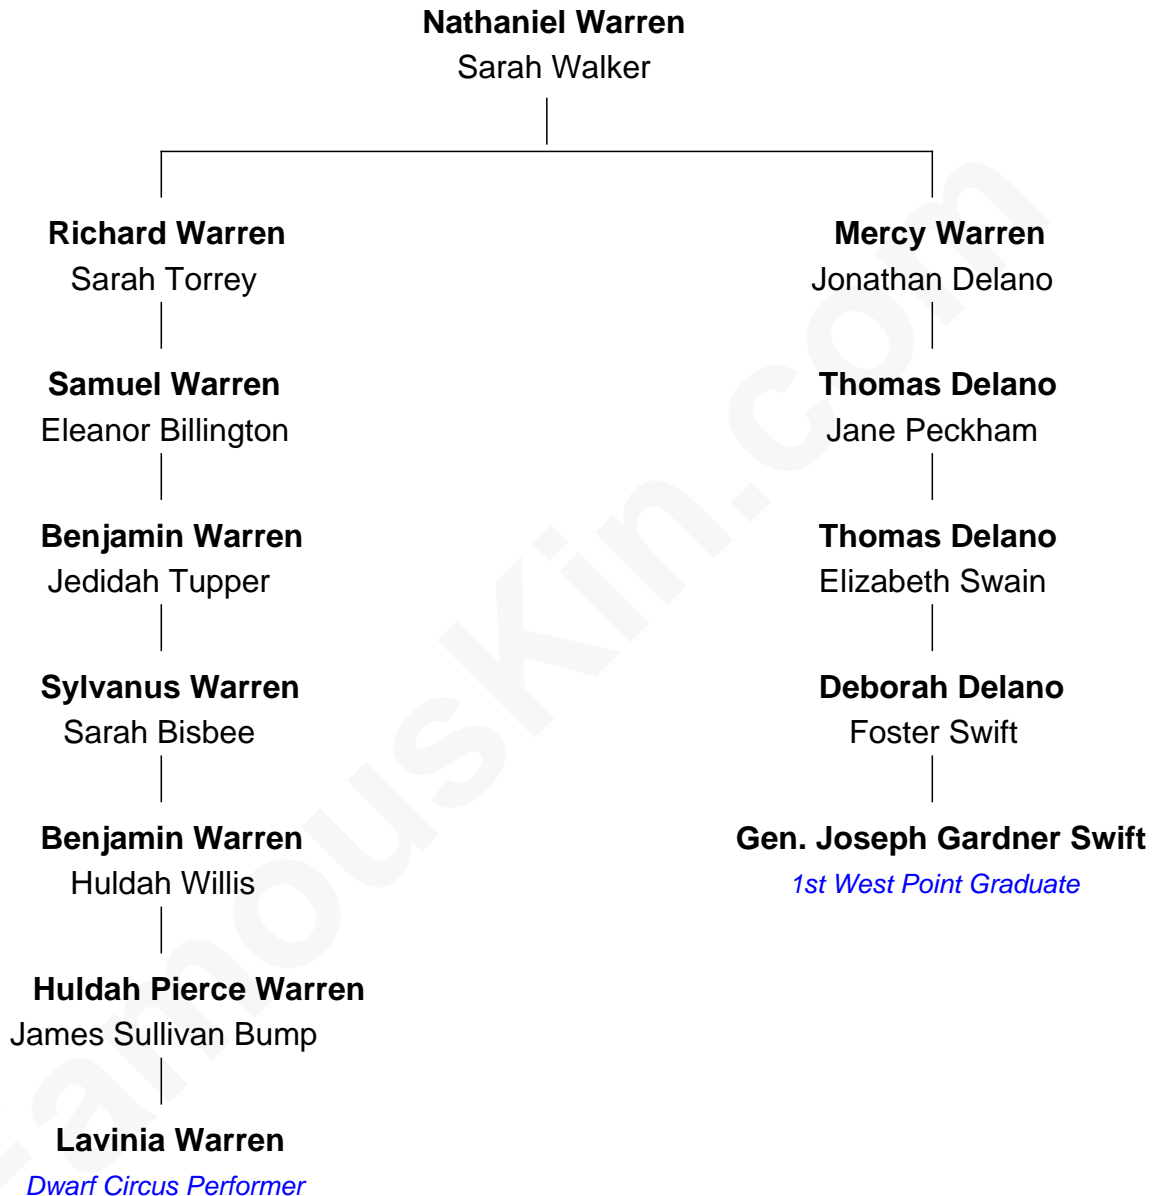 Nathaniel Warren
Sarah Walker
Richard Warren
Sarah Torrey
Mercy Warren
Jonathan Delano
Samuel Warren
Eleanor Billington
Thomas Delano
Jane Peckham
Benjamin Warren
Jedidah Tupper
Thomas Delano
Elizabeth Swain
Sylvanus Warren
Sarah Bisbee
Deborah Delano
Foster Swift
Benjamin Warren
Huldah Willis
Gen. Joseph Gardner Swift
1st West Point Graduate
Huldah Pierce Warren
James Sullivan Bump
Lavinia Warren
Dwarf Circus Performer
FamousKin.com